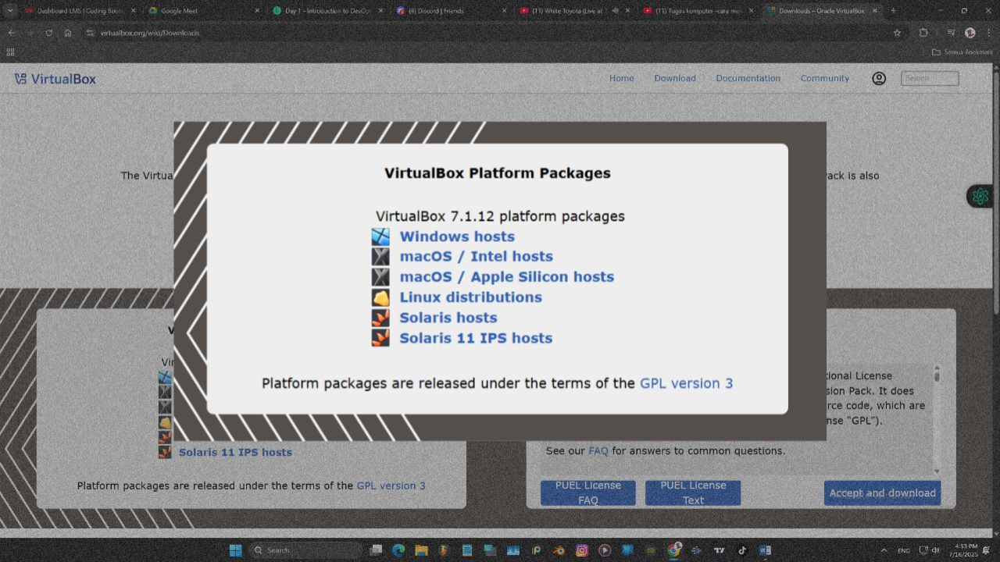 Dashboard LMS | Coding Boot
Google Meet
Day 1 - Introduction to DevOp
(4) Discord | Friends
(11) White Toyota (Live at
(11) Tugas komputer -cara mer
Downloads – Oracle VirtualBox
virtualbox.org/wiki/Downloads
Semua Bookmark
VirtualBox
Home
Download
Documentation
Community
Search
The Virtua
ack is also
VirtualBox Platform Packages
VirtualBox 7.1.12 platform packages
Windows hosts
macOS / Intel hosts
macOS / Apple Silicon hosts
Linux distributions
Solaris hosts
Solaris 11 IPS hosts
Platform packages are released under the terms of the GPL version 3
V
Vir
Solaris 11 IPS hosts
Platform packages are released under the terms of the GPL version 3
ional License
sion Pack. It does
rce code, which are
nse “GPL”).
See our FAQ for answers to common questions.
PUEL License
FAQ
PUEL License
Text
Accept and download
Search
ENG
4:53 PM
7/16/2025